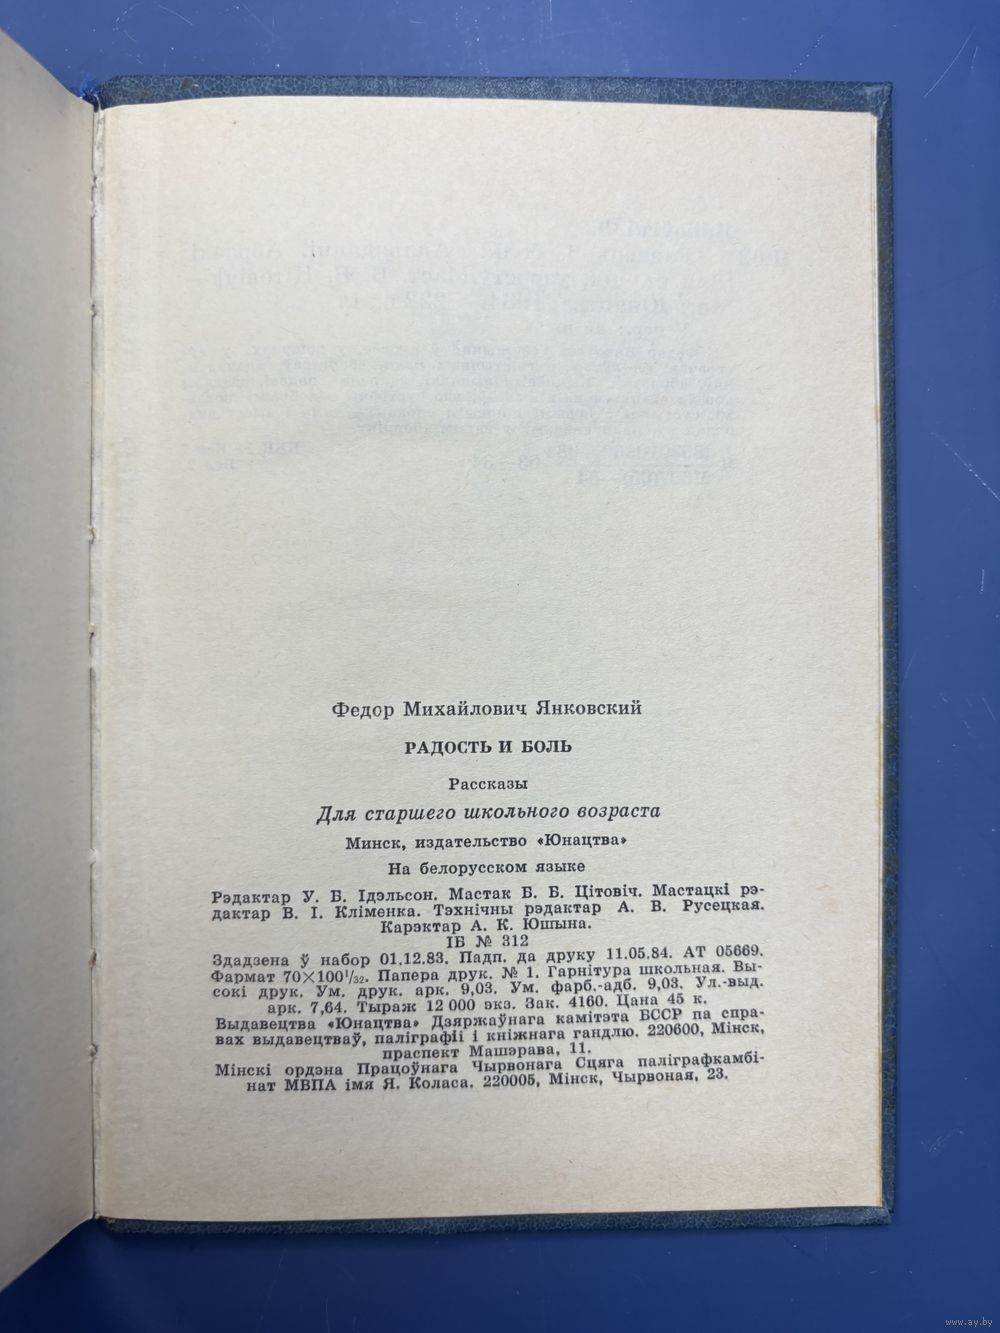 Федор Михайлович Янковский
РАДОСТЬ И БОЛЬ
Рассказы
Для старшего школьного возраста
Минск, издательство «Юнацтва»
На белорусском языке
Рэдактар У. Б. Ідэльсон. Мастак Б. Б. Цітовіч. Мастацкі рэ-
дактар В. І. Кліменка. Тэхнічны рэдактар А. В. Русецкая.
Карэктар А. К. Юшына.
ІБ № 312
Здадзена ў набор 01.12.83. Падп. да друку 11.05.84. АТ 05669.
Фармат 70×100¹/₃₂. Папера друк. № 1. Гарнітура школьная. Вы-
сокі друк. Ум. друк. арк. 9,03. Ум. фарб.-адб. 9,03. Ул.-выд.
арк. 7,64. Тыраж 12 000 экз. Зак. 4160. Цана 45 к.
Выдавецтва «Юнацтва» Дзяржаўнага камітэта БССР па спра-
вах выдавецтваў, паліграфіі і кніжнага гандлю. 220600, Мінск,
праспект Машэрава, 11.
Мінскі ордэна Працоўнага Чырвонага Сцяга паліграфкамбі-
нат МВПА імя Я. Коласа. 220005, Мінск, Чырвоная, 23.
www.ay.by